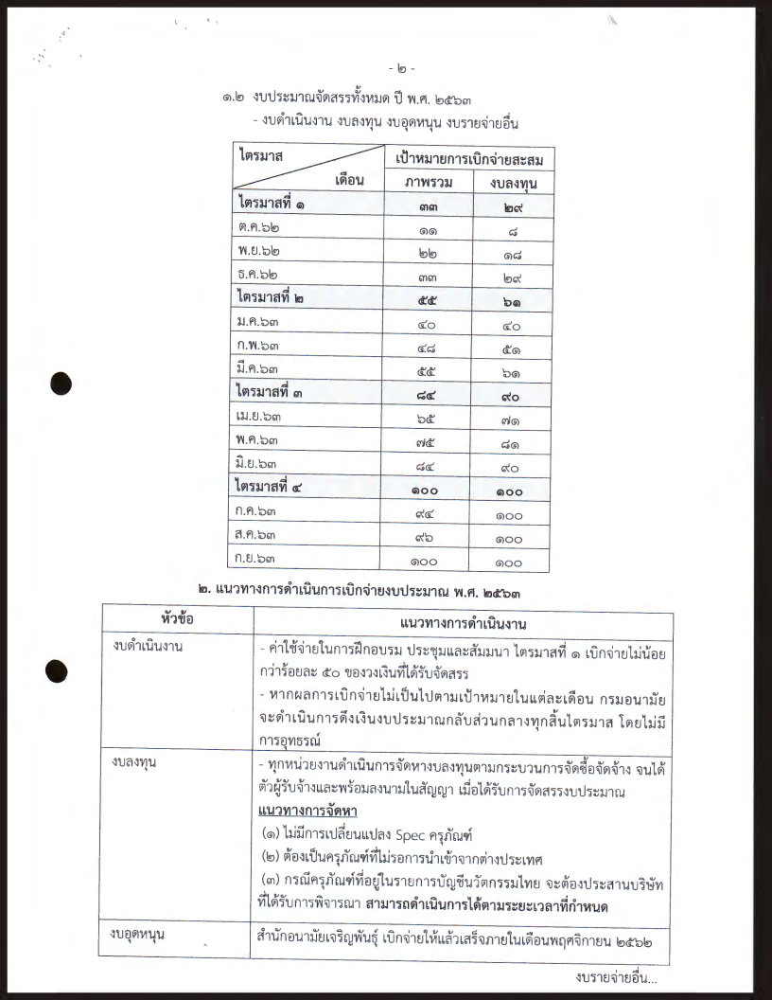 - ๒ -
๑.๒ งบประมาณจัดสรรทั้งหมด ปี พ.ศ. ๒๕๖๓
- งบดำเนินงาน งบลงทุน งบอุดหนุน งบรายจ่ายอื่น
ไตรมาส เป้าหมายการเบิกจ่ายสะสม
เดือน ภาพรวม งบลงทุน
ไตรมาสที่ ๑ ๓๓ ๒๙
ต.ค.๖๒ ๑๑ ๘
พ.ย.๖๒ ๒๒ ๑๘
ธ.ค.๖๒ ๓๓ ๒๙
ไตรมาสที่ ๒ ๕๕ ๖๑
ม.ค.๖๓ ๔๐ ๔๐
ก.พ.๖๓ ๔๘ ๕๑
มี.ค.๖๓ ๕๕ ๖๑
ไตรมาสที่ ๓ ๘๔ ๙๐
เม.ย.๖๓ ๖๕ ๗๑
พ.ค.๖๓ ๗๕ ๘๑
มิ.ย.๖๓ ๘๔ ๙๐
ไตรมาสที่ ๔ ๑๐๐ ๑๐๐
ก.ค.๖๓ ๙๔ ๑๐๐
ส.ค.๖๓ ๙๖ ๑๐๐
ก.ย.๖๓ ๑๐๐ ๑๐๐
๒. แนวทางการดำเนินการเบิกจ่ายงบประมาณ พ.ศ. ๒๕๖๓
หัวข้อ แนวทางการดำเนินงาน
งบดำเนินงาน - ค่าใช้จ่ายในการฝึกอบรม ประชุมและสัมมนา ไตรมาสที่ ๑ เบิกจ่ายไม่น้อย
กว่าร้อยละ ๕๐ ของวงเงินที่ได้รับจัดสรร
- หากผลการเบิกจ่ายไม่เป็นไปตามเป้าหมายในแต่ละเดือน กรมอนามัย
จะดำเนินการดึงเงินงบประมาณกลับส่วนกลางทุกสิ้นไตรมาส โดยไม่มี
การอุทธรณ์
งบลงทุน - ทุกหน่วยงานดำเนินการจัดหางบลงทุนตามกระบวนการจัดซื้อจัดจ้าง จนได้
ตัวผู้รับจ้างและพร้อมลงนามในสัญญา เมื่อได้รับการจัดสรรงบประมาณ
แนวทางการจัดหา
(๑) ไม่มีการเปลี่ยนแปลง Spec ครุภัณฑ์
(๒) ต้องเป็นครุภัณฑ์ที่ไม่รอการนำเข้าจากต่างประเทศ
(๓) กรณีครุภัณฑ์ที่อยู่ในรายการบัญชีนวัตกรรมไทย จะต้องประสานบริษัท
ที่ได้รับการพิจารณา สามารถดำเนินการได้ตามระยะเวลาที่กำหนด
งบอุดหนุน สำนักอนามัยเจริญพันธุ์ เบิกจ่ายให้แล้วเสร็จภายในเดือนพฤศจิกายน ๒๕๖๒
งบรายจ่ายอื่น...